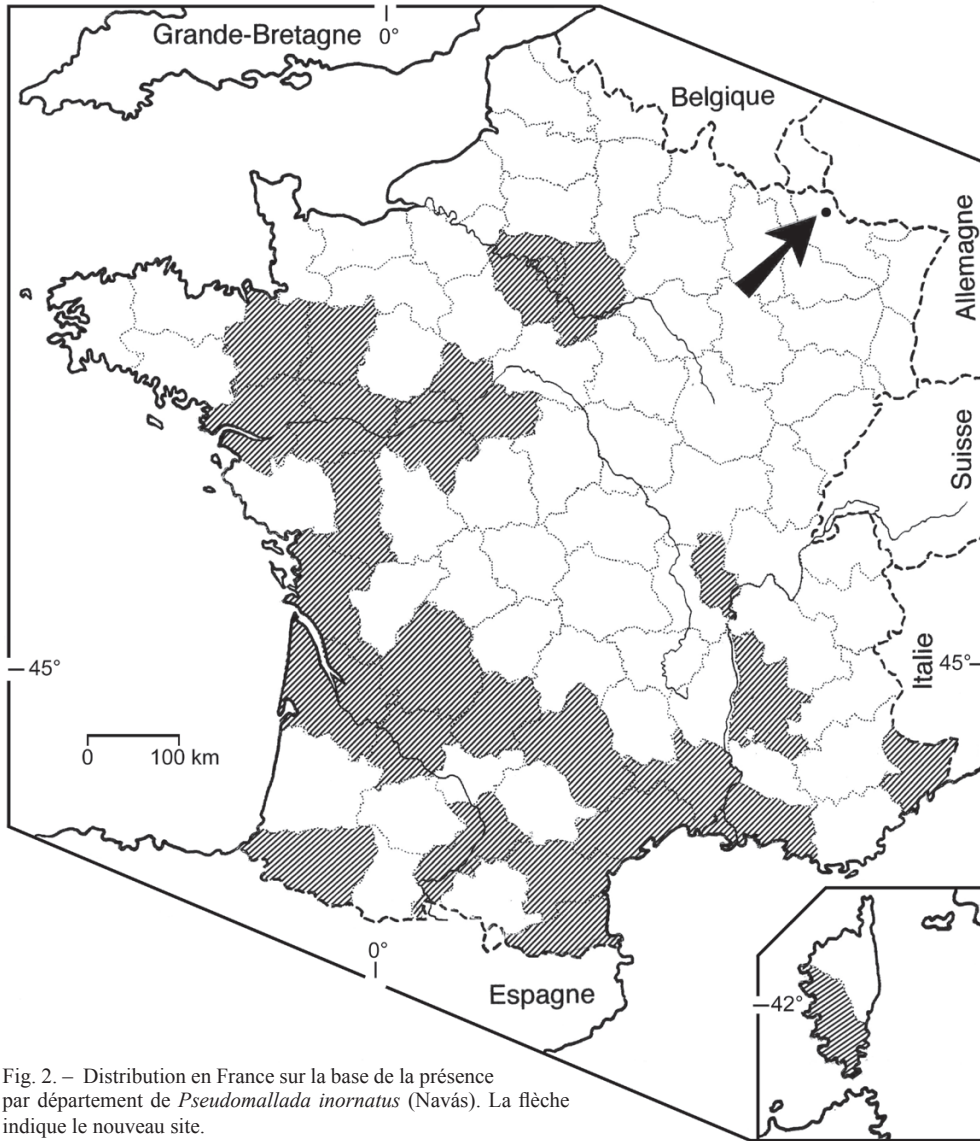 Grande-Bretagne
0°
Belgique
Allemagne
Suisse
Italie
45°
45°
0 100 km
0°
Espagne
42°
Fig. 2. – Distribution en France sur la base de la présence
par département de Pseudomallada inornatus (Navás). La flèche
indique le nouveau site.